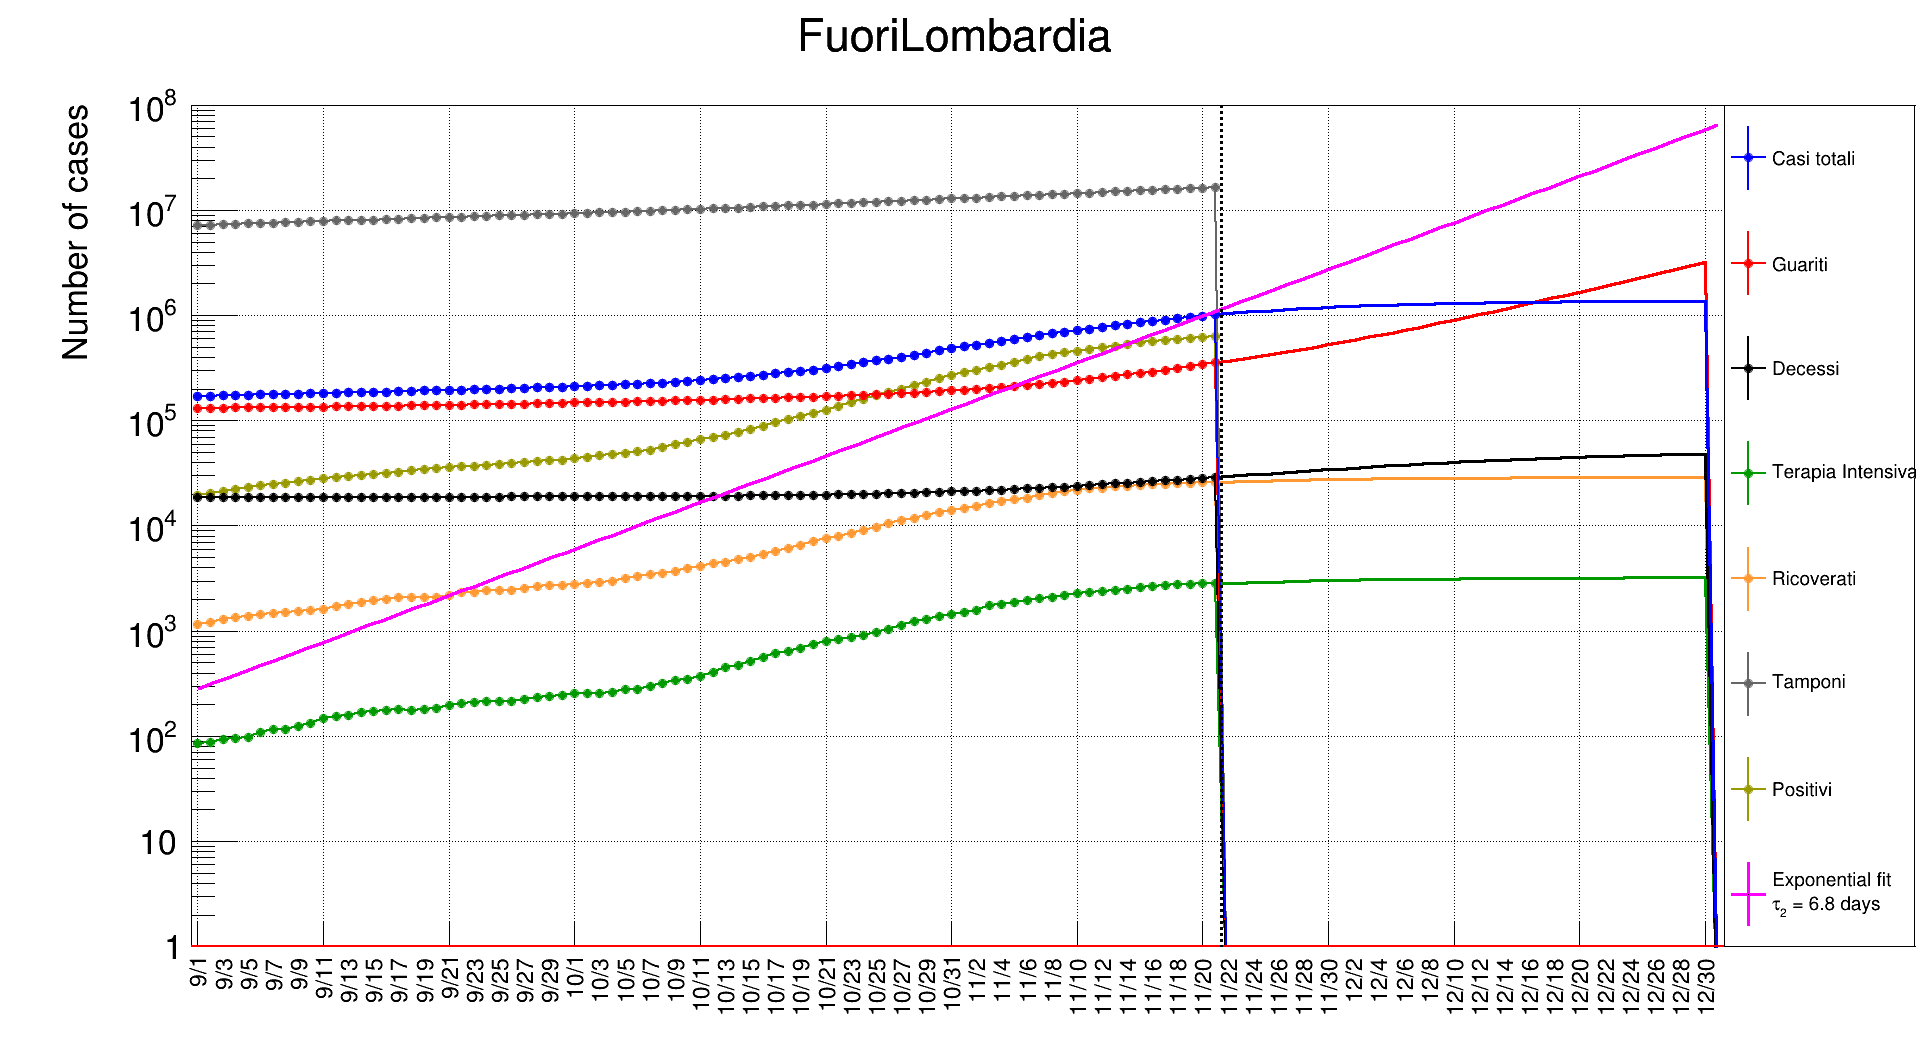 FuoriLombardia
Number of cases
10^8
10^7
10^6
10^5
10^4
10^3
10^2
10
1
9/1 9/3 9/5 9/7 9/9 9/11 9/13 9/15 9/17 9/19 9/21 9/23 9/25 9/27 9/29 10/1 10/3 10/5 10/7 10/9 10/11 10/13 10/15 10/17 10/19 10/21 10/23 10/25 10/27 10/29 10/31 11/2 11/4 11/6 11/8 11/10 11/12 11/14 11/16 11/18 11/20 11/22 11/24 11/26 11/28 11/30 12/2 12/4 12/6 12/8 12/10 12/12 12/14 12/16 12/18 12/20 12/22 12/24 12/26 12/28 12/30
Casi totali
Guariti
Decessi
Terapia Intensiva
Ricoverati
Tamponi
Positivi
Exponential fit
τ₂ = 6.8 days